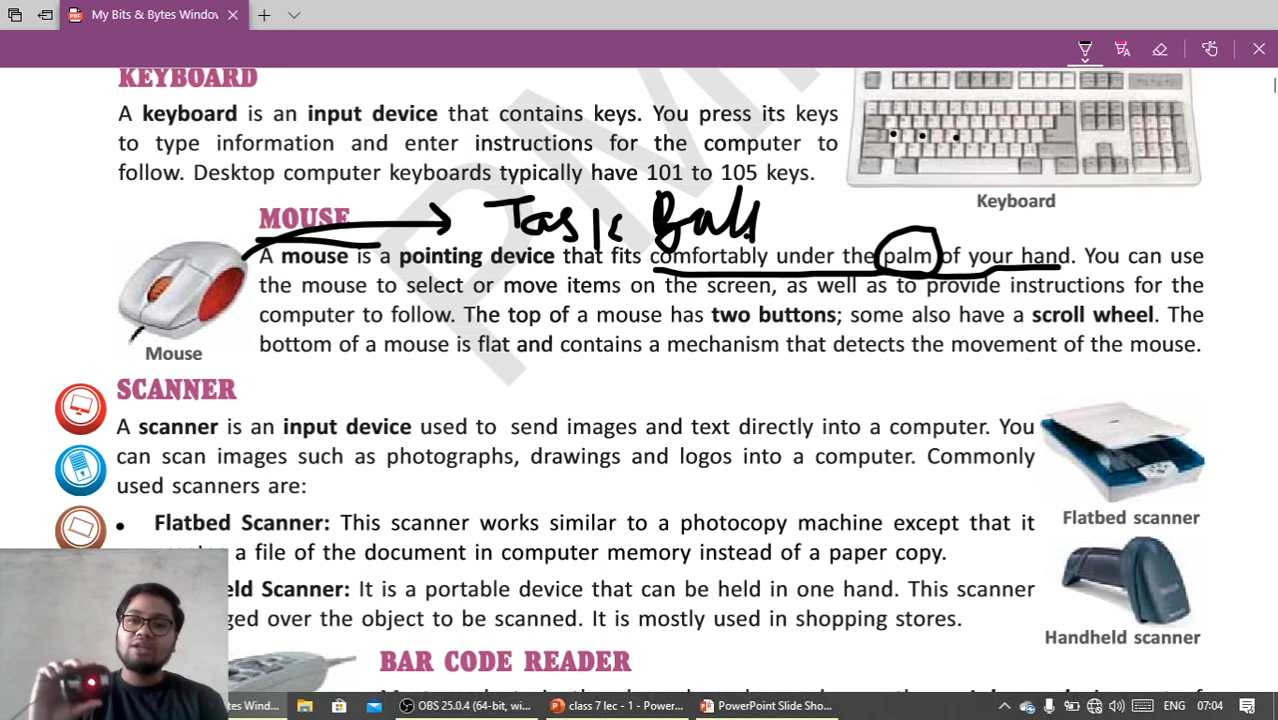 My Bits & Bytes Window
KEYBOARD
A keyboard is an input device that contains keys. You press its keys
to type information and enter instructions for the computer to
follow. Desktop computer keyboards typically have 101 to 105 keys.
Keyboard
Task Ball
MOUSE
A mouse is a pointing device that fits comfortably under the palm of your hand. You can use
the mouse to select or move items on the screen, as well as to provide instructions for the
computer to follow. The top of a mouse has two buttons; some also have a scroll wheel. The
bottom of a mouse is flat and contains a mechanism that detects the movement of the mouse.
Mouse
SCANNER
A scanner is an input device used to send images and text directly into a computer. You
can scan images such as photographs, drawings and logos into a computer. Commonly
used scanners are:
Flatbed scanner
• Flatbed Scanner: This scanner works similar to a photocopy machine except that it
a file of the document in computer memory instead of a paper copy.
eld Scanner: It is a portable device that can be held in one hand. This scanner
ged over the object to be scanned. It is mostly used in shopping stores.
Handheld scanner
BAR CODE READER
ytes Wind...
OBS 25.0.4 (64-bit, wi...
class 7 lec - 1 - Power...
PowerPoint Slide Sho...
ENG
07:04